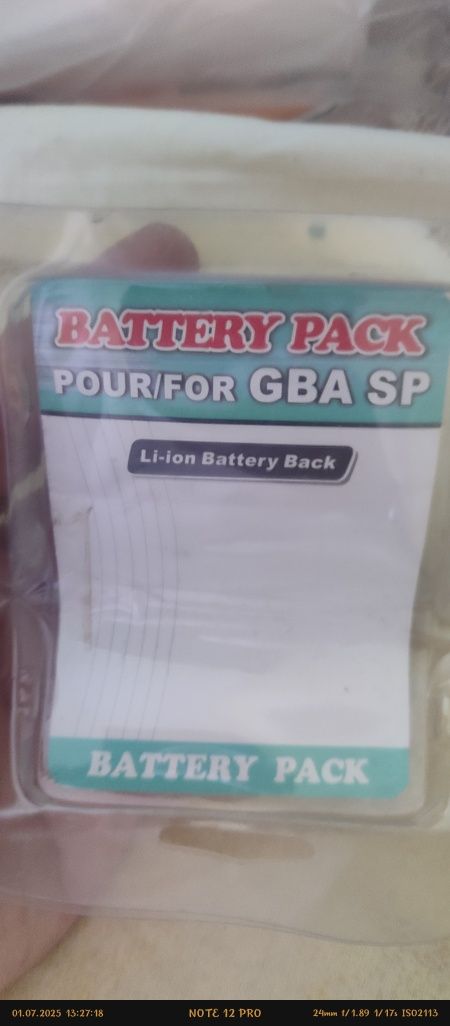 BATTERY PACK
POUR/FOR GBA SP
Li-ion Battery Back
BATTERY PACK
01.07.2025 13:27:18 NOTE 12 PRO 24mm f/1.89 1/17s ISO2113